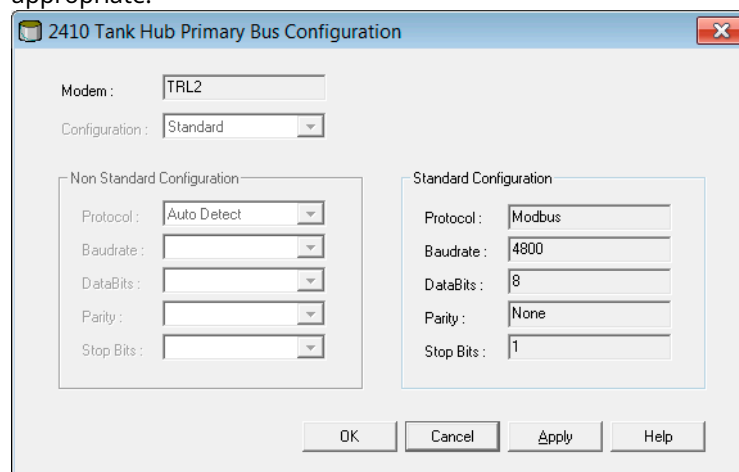 appropriate.
2410 Tank Hub Primary Bus Configuration
Modem : TRL2
Configuration : Standard
Non Standard Configuration
Protocol : Auto Detect
Baudrate :
DataBits :
Parity :
Stop Bits :
Standard Configuration
Protocol : Modbus
Baudrate : 4800
DataBits : 8
Parity : None
Stop Bits : 1
OK Cancel Apply Help